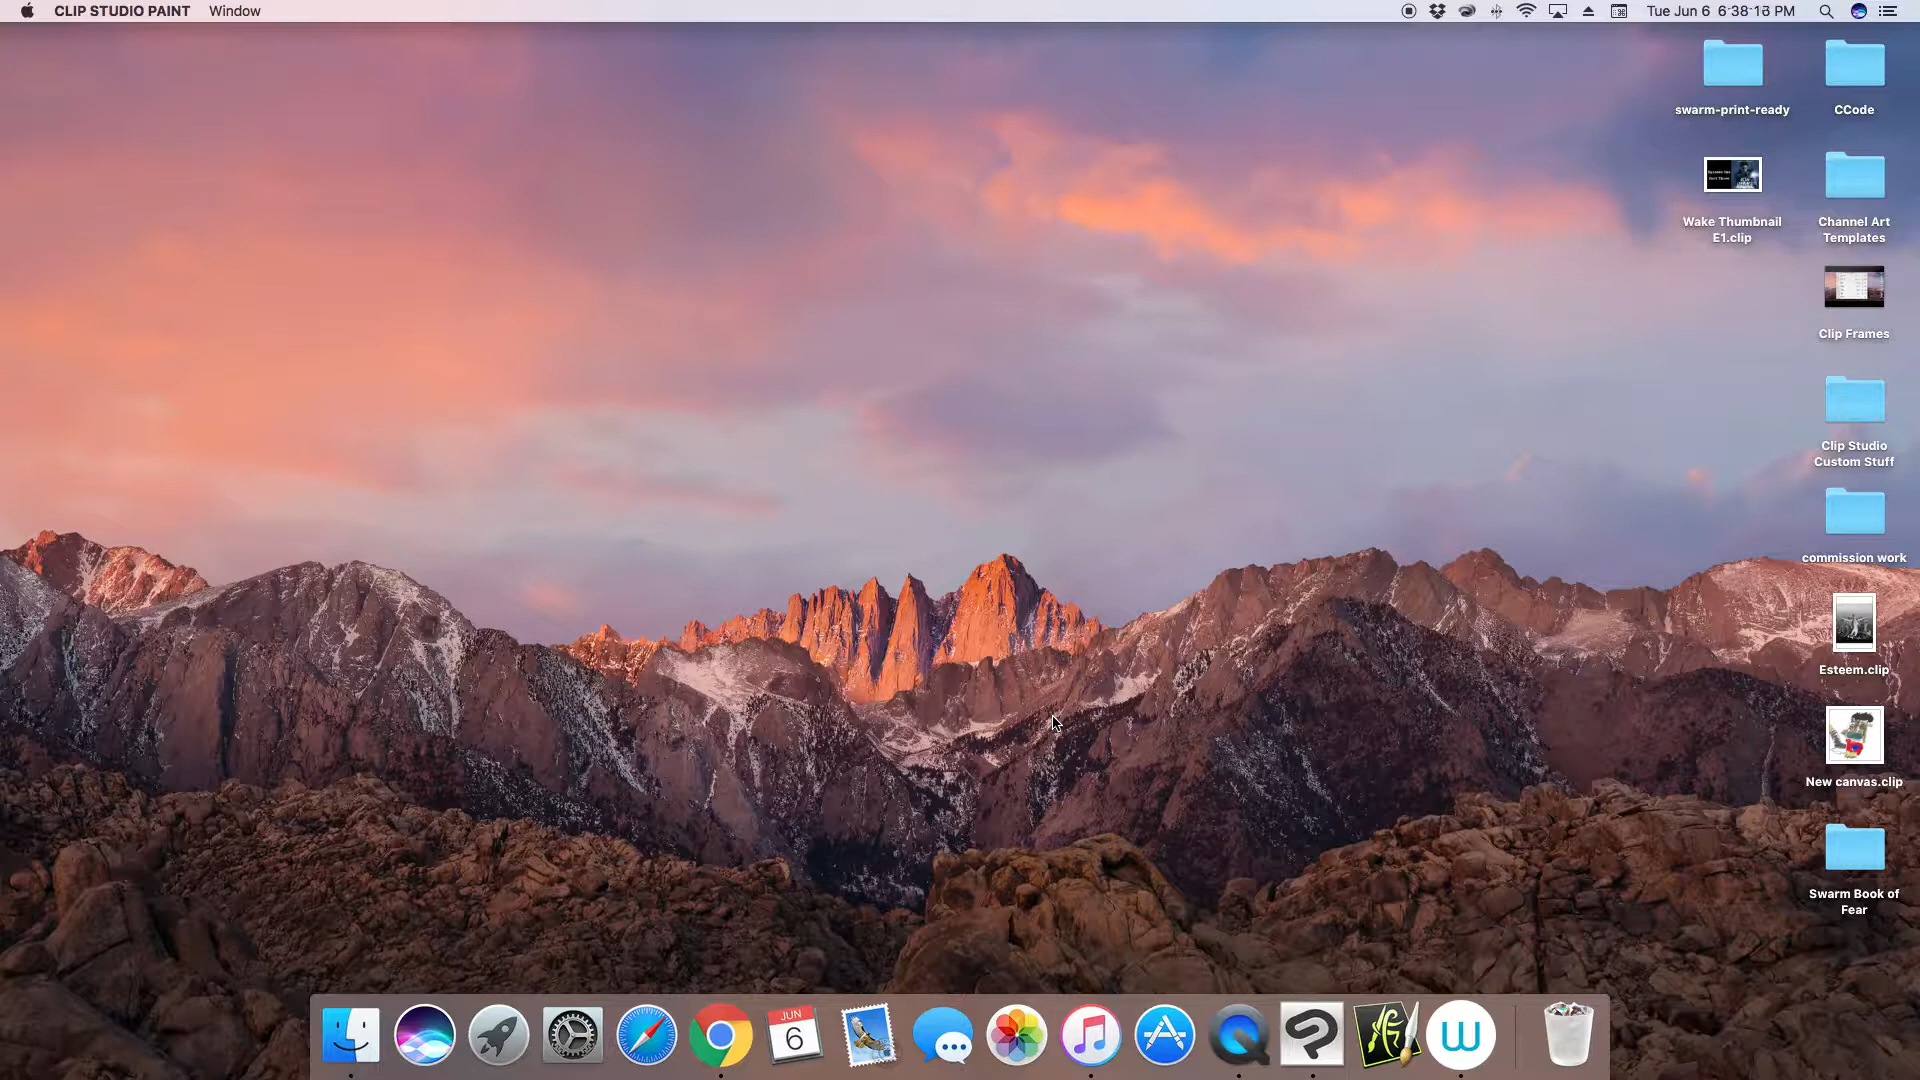 CLIP STUDIO PAINT Window Tue Jun 6 6:38:13 PM
swarm-print-ready
CCode
Wake Thumbnail
E1.clip
Channel Art
Templates
Clip Frames
Clip Studio
Custom Stuff
commission work
Esteem.clip
New canvas.clip
Swarm Book of
Fear
JUN
6